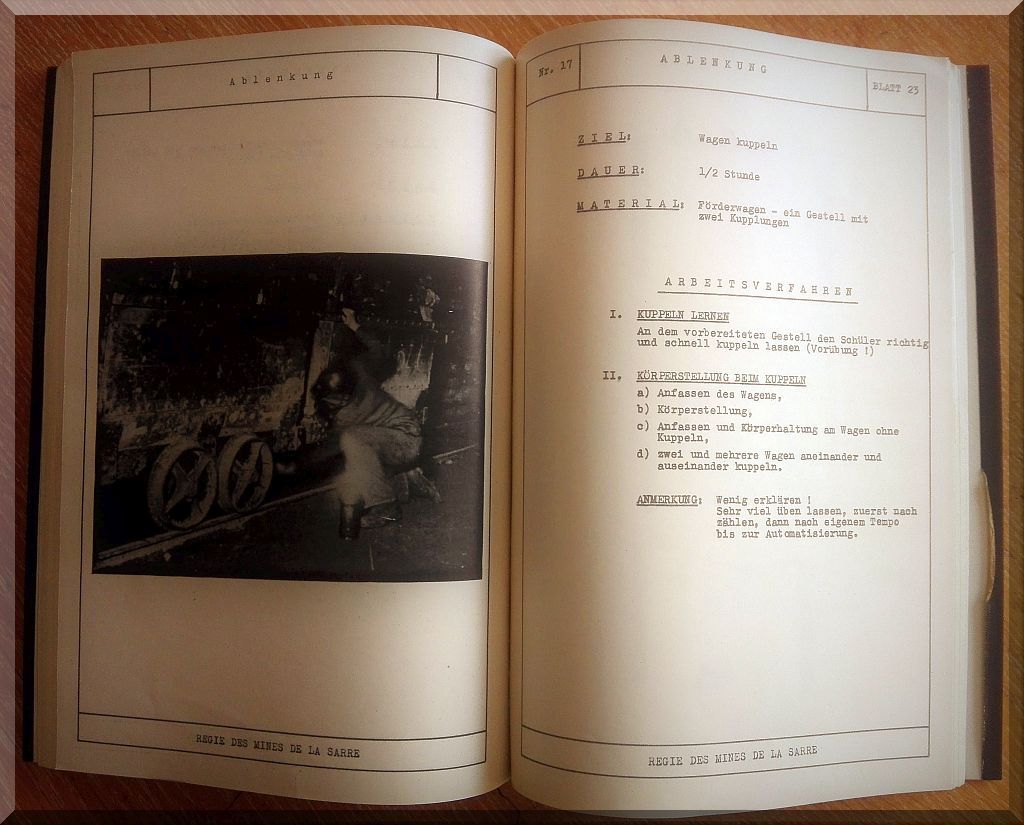 Ablenkung
REGIE DES MINES DE LA SARRE
Nr. 17
ABLENKUNG
BLATT 23
ZIEL: Wagen kuppeln
DAUER: 1/2 Stunde
MATERIAL: Förderwagen - ein Gestell mit
zwei Kupplungen
ARBEITSVERFAHREN
I. KUPPELN LERNEN
An dem vorbereiteten Gestell den Schüler richtig
und schnell kuppeln lassen (Vorübung !)
II. KÖRPERSTELLUNG BEIM KUPPELN
a) Anfassen des Wagens,
b) Körperstellung,
c) Anfassen und Körperhaltung am Wagen ohne
Kuppeln,
d) zwei und mehrere Wagen aneinander und
auseinander kuppeln.
ANMERKUNG: Wenig erklären !
Sehr viel üben lassen, zuerst nach
zählen, dann nach eigenem Tempo
bis zur Automatisierung.
REGIE DES MINES DE LA SARRE